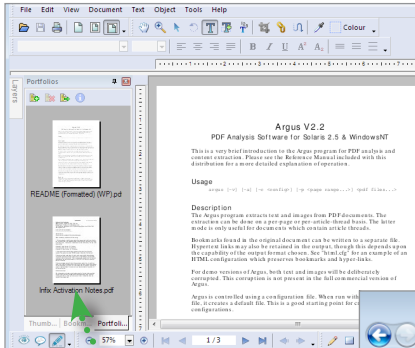 File Edit View Document Text Object Tools Help
Colour
Portfolios
Layers
README (Formatted) (WP).pd
Infix Activation Notes.pdf
Thumb... Bookm... Portfoli...
57%
1 / 3
Argus V2.2
PDF Analysis Software for Solaris 2.5 & WindowsNT
This is a very brief introduction to the Argus program for PDF analysis and
content extraction. Please see the Reference Manual included with this
distribution for a more detailed explanation of operation.
Usage
Description
The Argus program extracts text and images from PDF documents. The
extraction can be done on a per-page or per-article-thread basis. The latter
mode is only useful for documents which contain article threads.
Bookmarks found in the original document can be written to a separate file.
Hypertext links may also be retained in the output, though this depends upon
the capability of the output format chosen. See "html.cfg" for an example of an
HTML configuration which preserves bookmarks and hyper-links.
For demo versions of Argus, both text and images will be deliberately
corrupted. This corruption is not present in the full commercial version of
Argus.
Argus is controlled using a configuration file. When run with
file, it creates a default file. This is a good starting point for c
configurations.